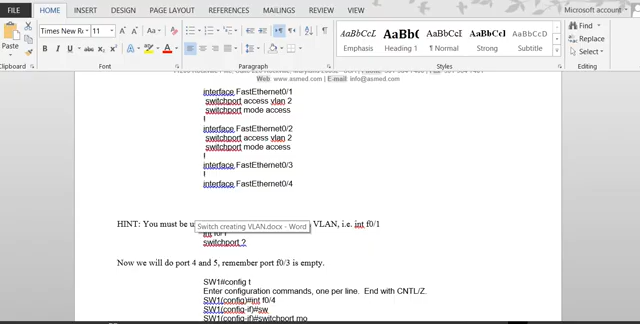 FILE HOME INSERT DESIGN PAGE LAYOUT REFERENCES MAILINGS REVIEW VIEW Microsoft account
Paste Times New R 11
B I U abc A
Clipboard Font Paragraph Styles Editing
AaBbCcL AaBbC AaBbCcL AaBbCcI AaBbCcD
Emphasis Heading 1 ¶ Normal Strong Subtitle
Find
Replace
Select
Web www.asmed.com | E-mail info@asmed.com
interface FastEthernet0/1
switchport access vlan 2
switchport mode access
!
interface FastEthernet0/2
switchport access vlan 2
switchport mode access
!
interface FastEthernet0/3
!
interface FastEthernet0/4
HINT: You must be VLAN, i.e. int f0/1
Switch creating VLAN.docx - Word
int f0/1
switchport ?
Now we will do port 4 and 5, remember port f0/3 is empty.
SW1#config t
Enter configuration commands, one per line. End with CNTL/Z.
SW1(config)#int f0/4
SW1(config-if)#sw
SW1(config-if)#switchport mo